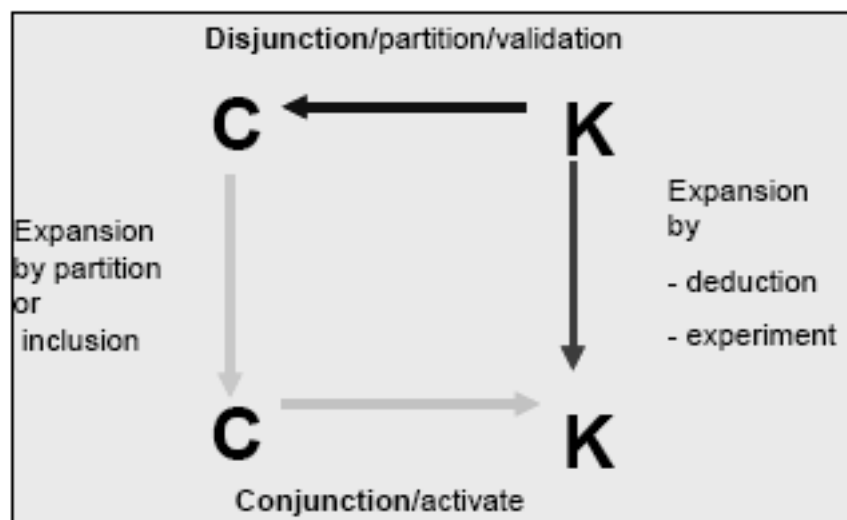 Disjunction/partition/validation
C K
Expansion
by partition
or
inclusion
Expansion
by
- deduction
- experiment
C K
Conjunction/activate